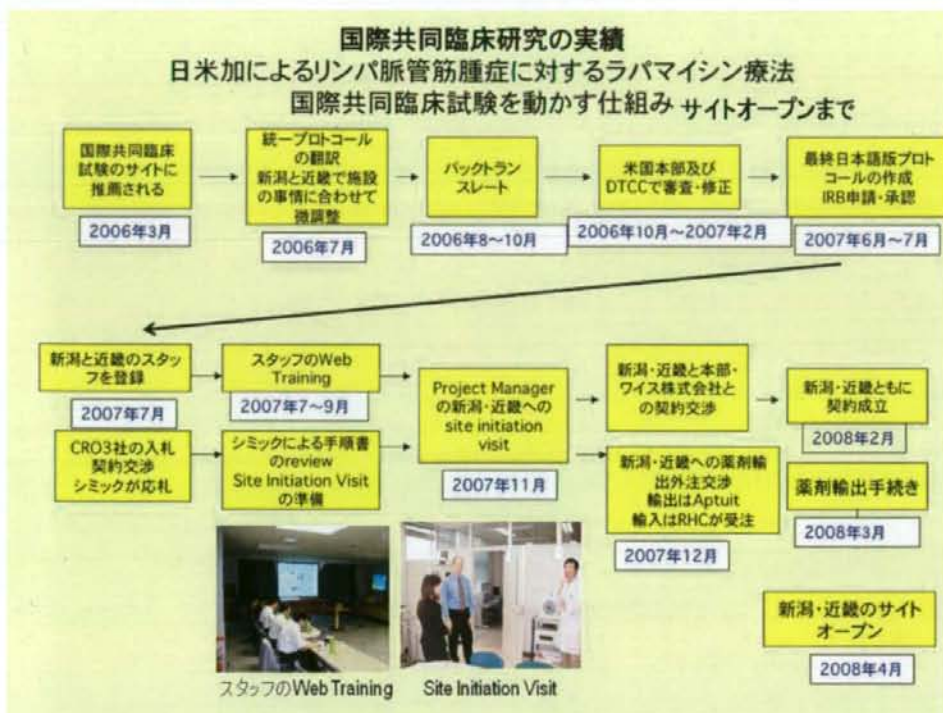 国際共同臨床研究の実績
日米加によるリンパ脈管筋腫症に対するラパマイシン療法
国際共同臨床試験を動かす仕組み サイトオープンまで
国際共同臨床
試験のサイトに
推薦される
2006年3月
統一プロトコール
の翻訳
新潟と近畿で施設
の事情に合わせて
微調整
2006年7月
バックトラン
スレート
2006年8〜10月
米国本部及び
DTCCで審査・修正
2006年10月〜2007年2月
最終日本語版プロト
コールの作成
IRB申請・承認
2007年6月〜7月
新潟と近畿のスタッ
フを登録
2007年7月
CRO3社の入札
契約交渉
シミックが応札
スタッフのWeb
Training
2007年7〜9月
シミックによる手順書
のreview
Site Initiation Visit
の準備
Project Manager
の新潟・近畿への
site initiation
visit
2007年11月
新潟・近畿と本部・
ワイス株式会社と
の契約交渉
新潟・近畿への薬剤輸
出外注交渉
輸出はAptuit
輸入はRHCが受注
2007年12月
新潟・近畿ともに
契約成立
2008年2月
薬剤輸出手続き
2008年3月
新潟・近畿のサイト
オープン
2008年4月
スタッフのWeb Training
Site Initiation Visit